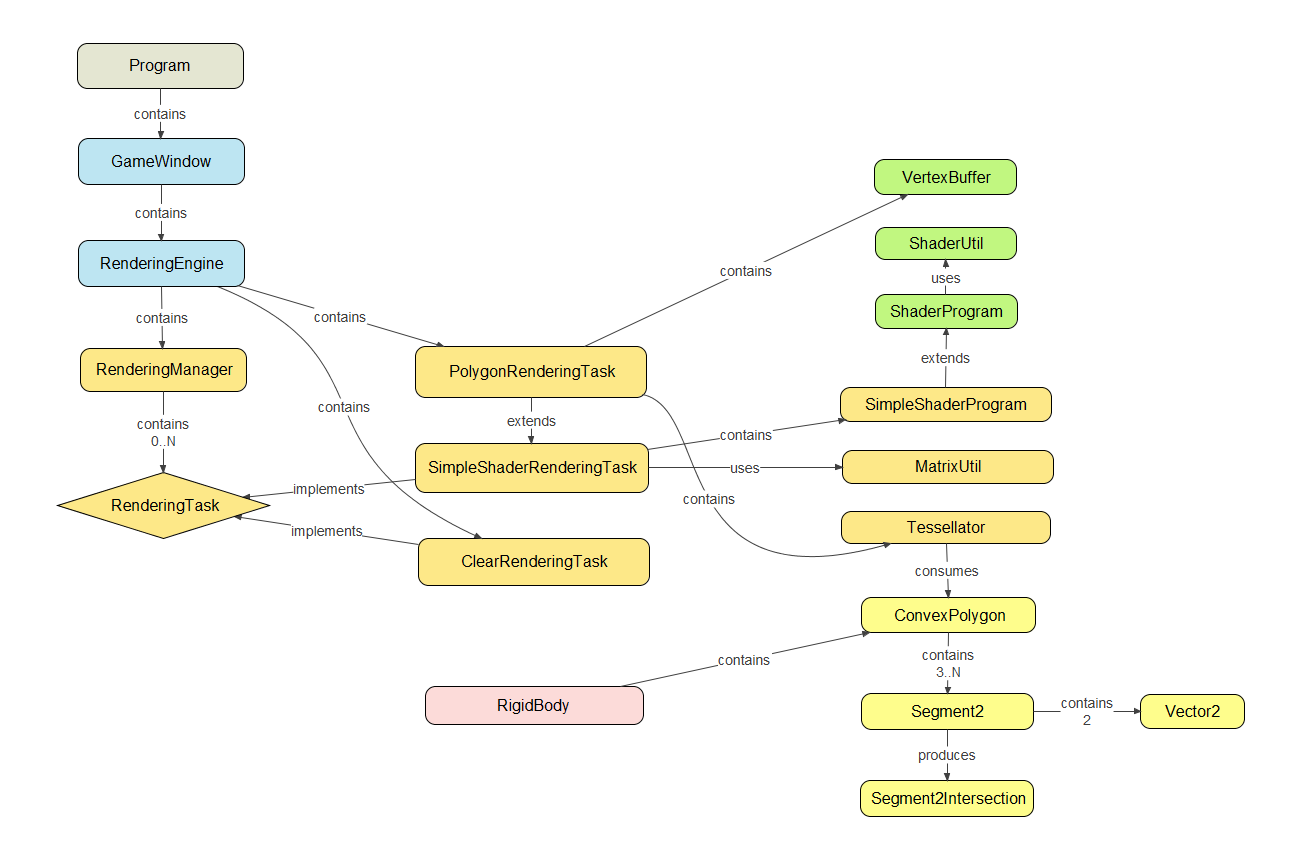 Program
contains
GameWindow
contains
RenderingEngine
contains
contains
contains
RenderingManager
contains
0..N
RenderingTask
PolygonRenderingTask
extends
SimpleShaderRenderingTask
implements
implements
ClearRenderingTask
contains
VertexBuffer
ShaderUtil
uses
ShaderProgram
extends
SimpleShaderProgram
contains
uses
MatrixUtil
contains
Tessellator
consumes
ConvexPolygon
contains
RigidBody
contains
3..N
Segment2
contains
2
Vector2
produces
Segment2Intersection